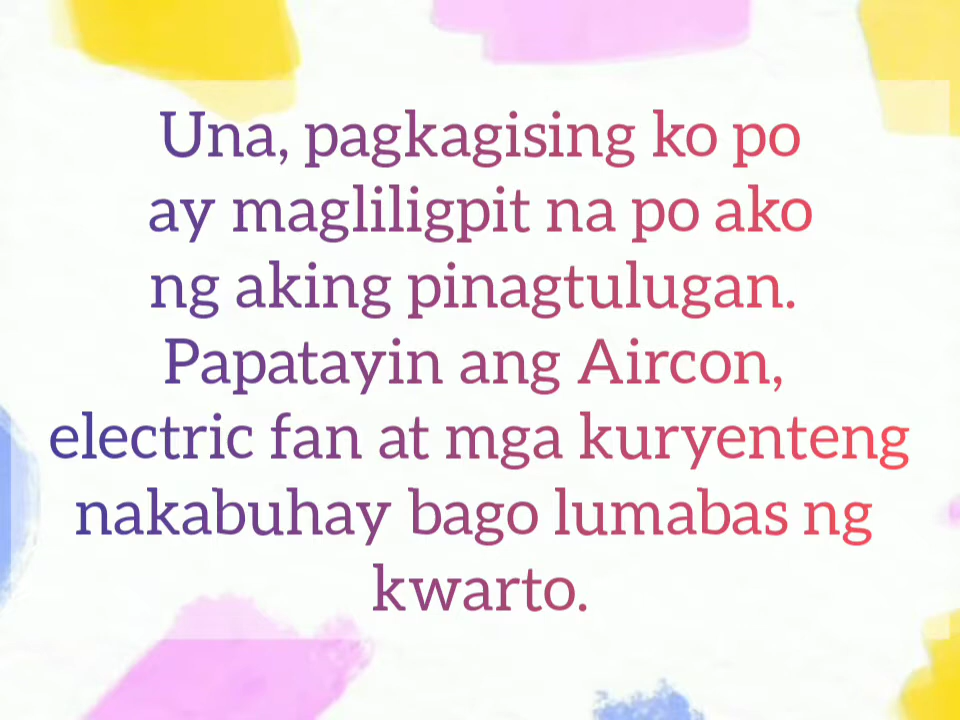 Una, pagkagising ko po
ay magliligpit na po ako
ng aking pinagtulugan.
Papatayin ang Aircon,
electric fan at mga kuryenteng
nakabuhay bago lumabas ng
kwarto.